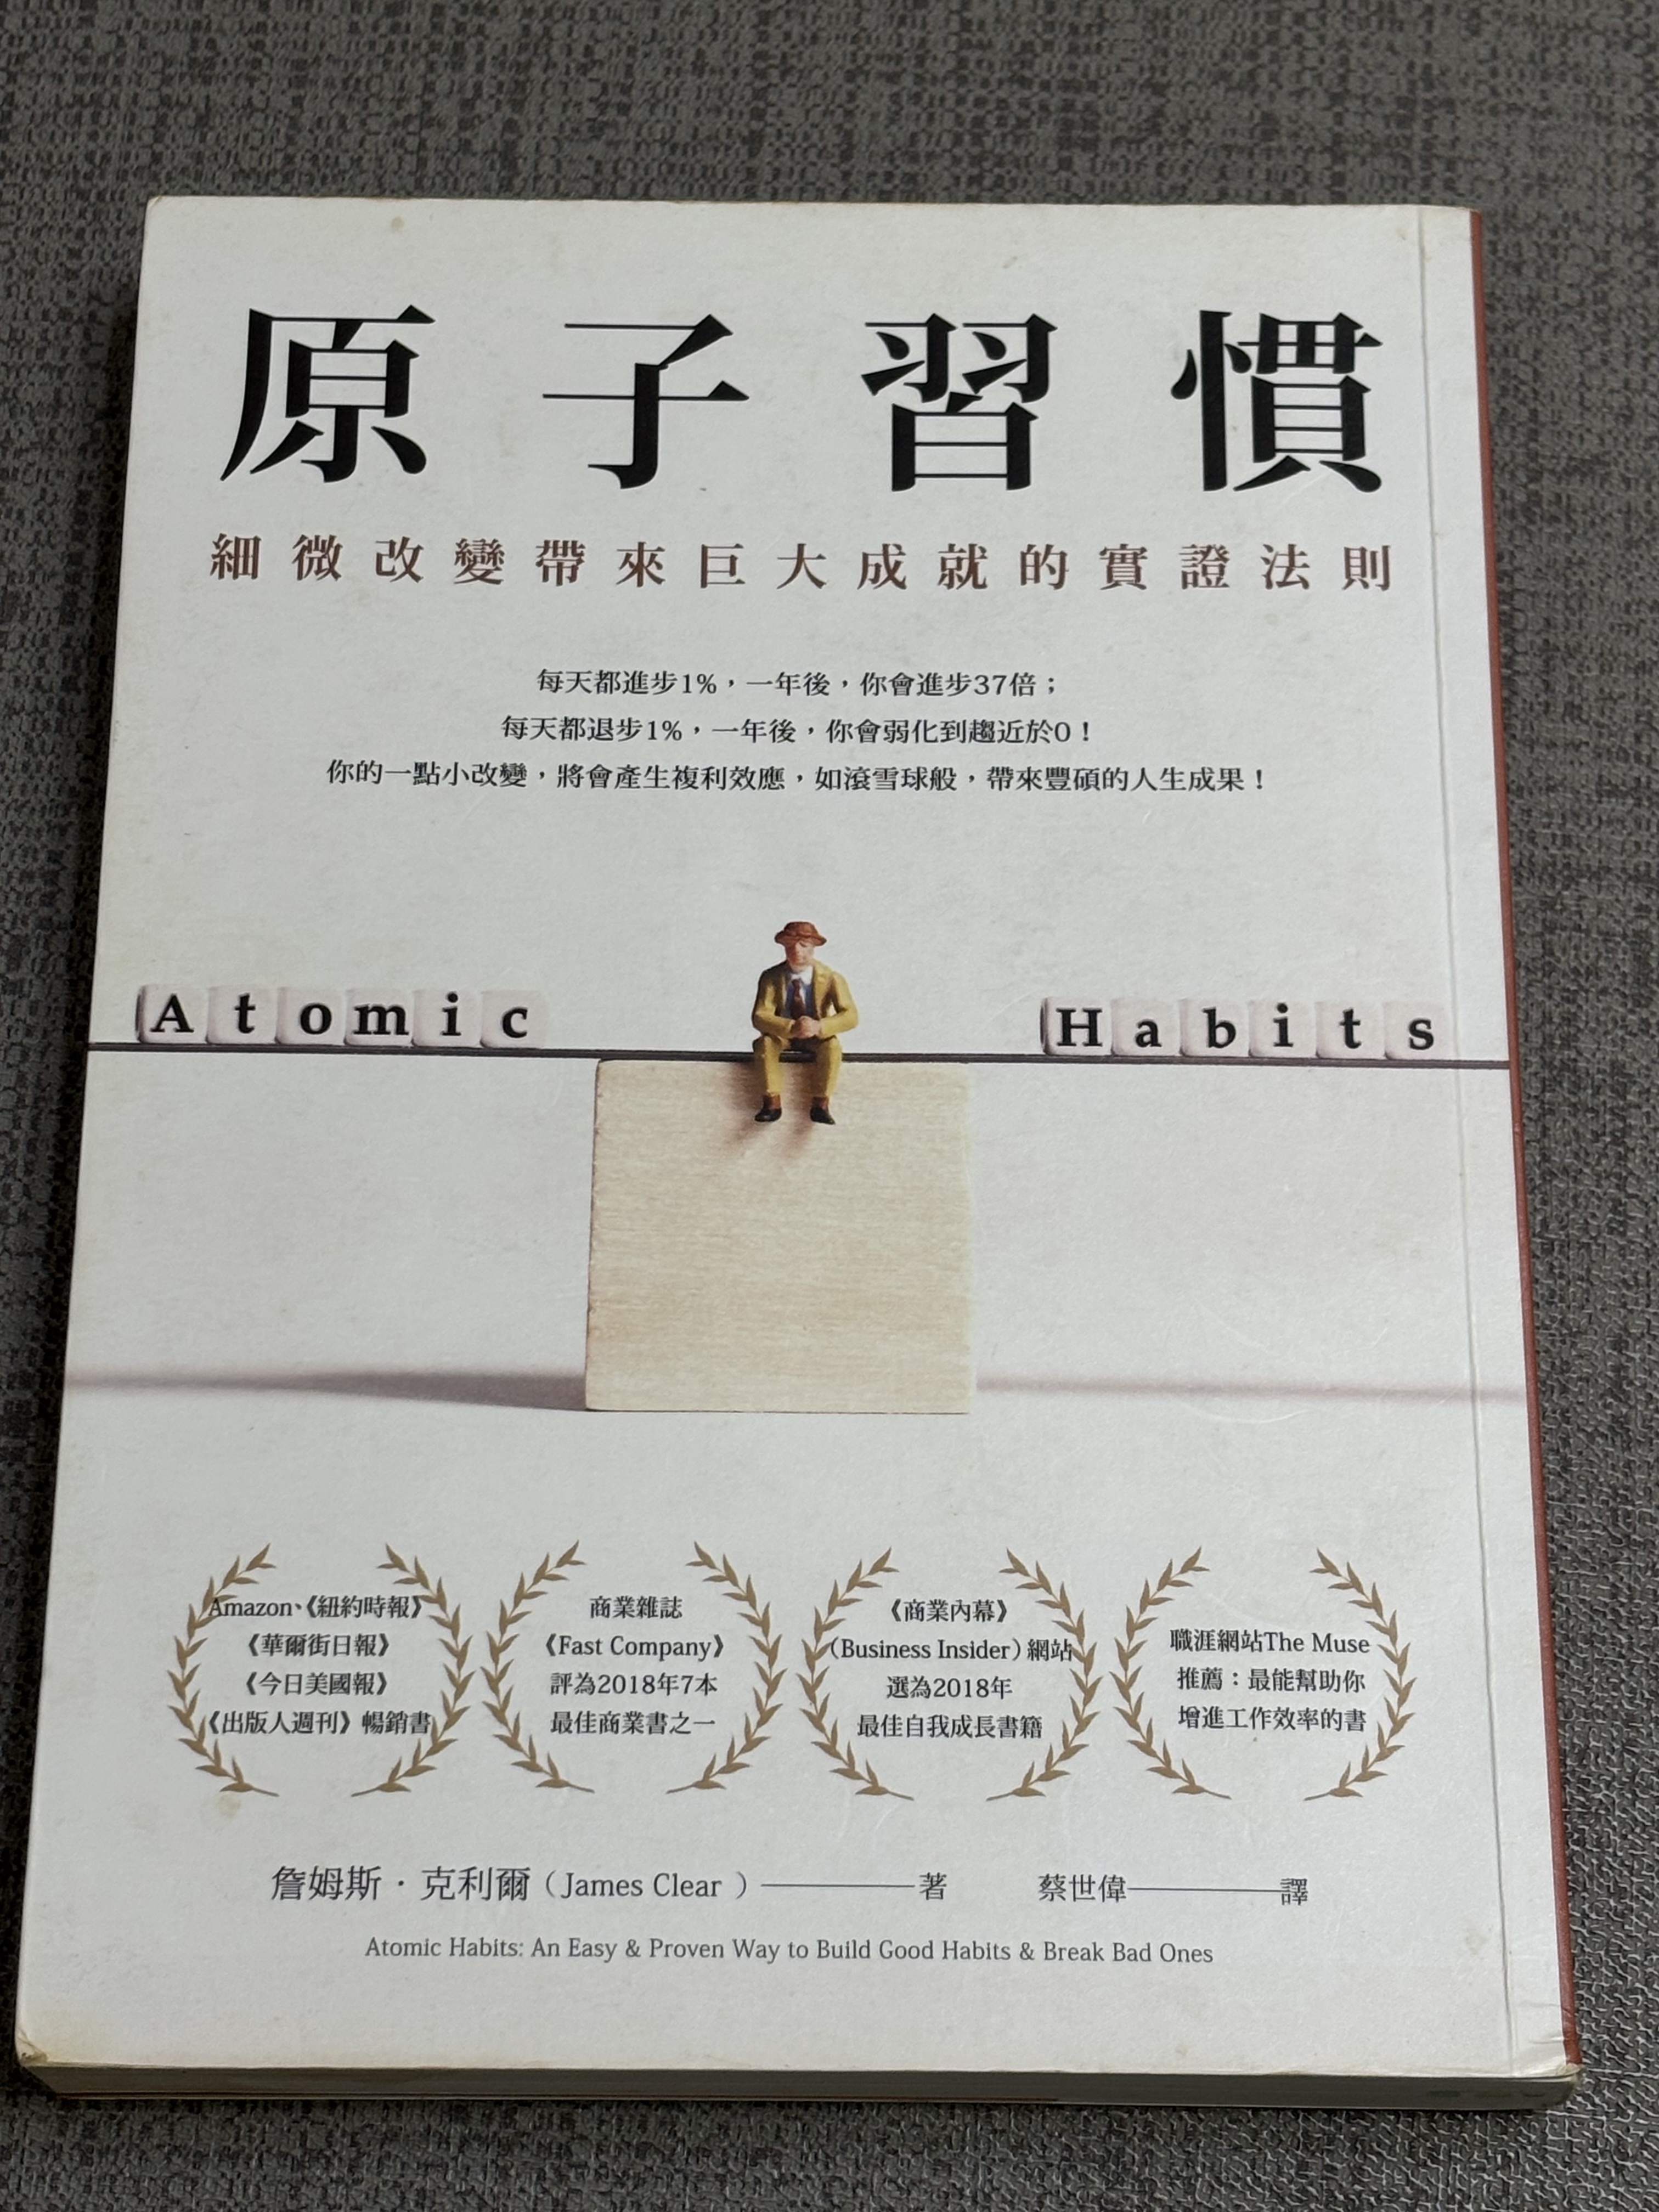 原子習慣
細微改變帶來巨大成就的實證法則
每天都進步1%，一年後，你會進步37倍；
每天都退步1%，一年後，你會弱化到趨近於0！
你的一點小改變，將會產生複利效應，如滾雪球般，帶來豐碩的人生成果！
Atomic Habits
Amazon、《紐約時報》
《華爾街日報》
《今日美國報》
《出版人週刊》暢銷書
商業雜誌
《Fast Company》
評為2018年7本
最佳商業書之一
《商業內幕》
（Business Insider）網站
選為2018年
最佳自我成長書籍
職涯網站The Muse
推薦：最能幫助你
增進工作效率的書
詹姆斯・克利爾（James Clear）——著 蔡世偉——譯
Atomic Habits: An Easy & Proven Way to Build Good Habits & Break Bad Ones